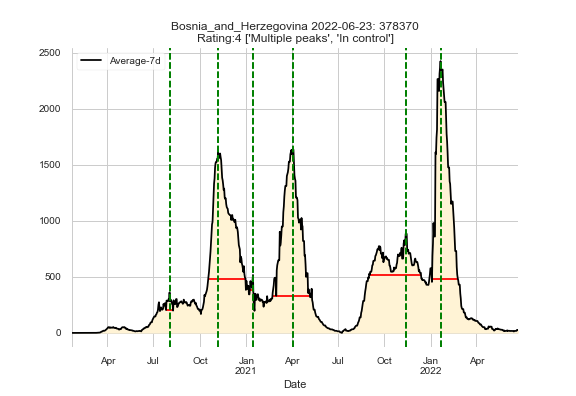 Bosnia_and_Herzegovina 2022-06-23: 378370
Rating:4 ['Multiple peaks', 'In control']
Average-7d
2500
2000
1500
1000
500
0
Apr Jul Oct Jan Apr Jul Oct Jan Apr
2021 2022
Date